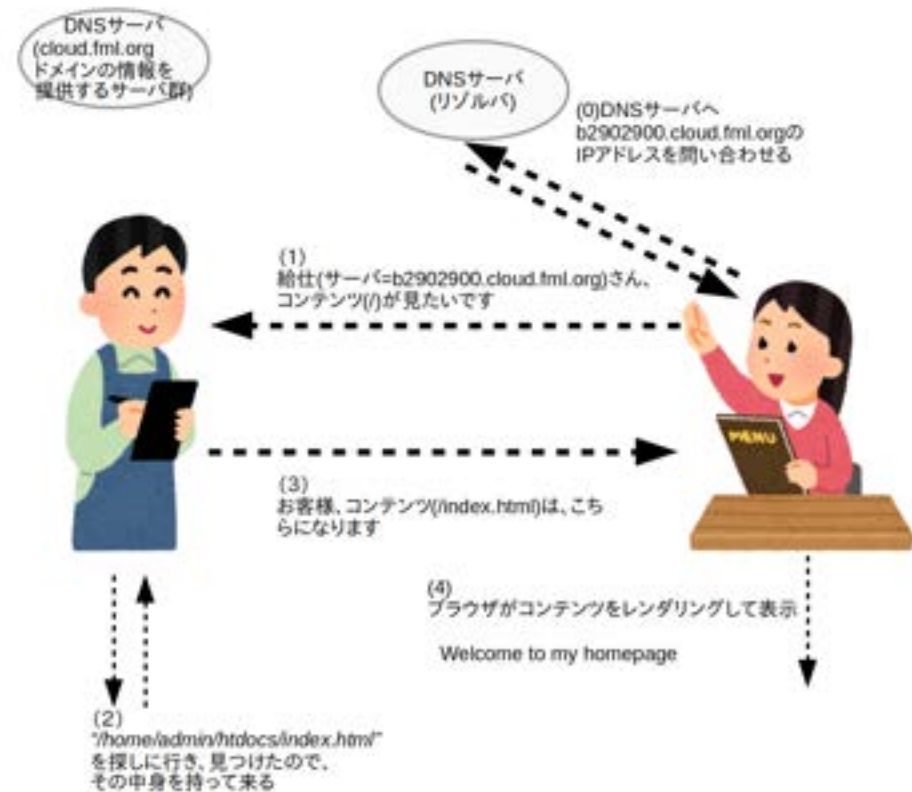 DNSサーバ
(cloud.fml.org
ドメインの情報を
提供するサーバ群)
DNSサーバ
(リゾルバ)
(0)DNSサーバへ
b2902900.cloud.fml.orgの
IPアドレスを問い合わせる
(1)
給仕(サーバ=b2902900.cloud.fml.org)さん、
コンテンツ(/)が見たいです
MENU
(3)
お客様、コンテンツ(/index.html)は、こち
らになります
(4)
ブラウザがコンテンツをレンダリングして表示
Welcome to my homepage
(2)
"/home/admin/htdocs/index.html"
を探しに行き、見つけたので、
その中身を持って来る